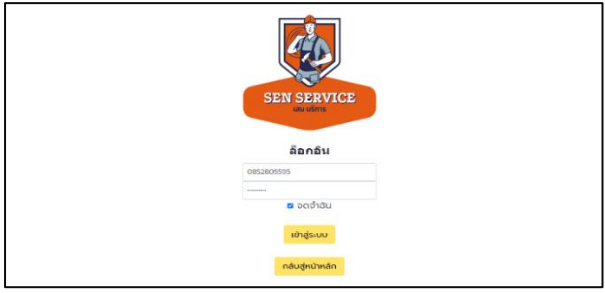 SEN SERVICE
เสน บริการ
ล็อกอิน
0852805595
จดจำฉัน
เข้าสู่ระบบ
กลับสู่หน้าหลัก